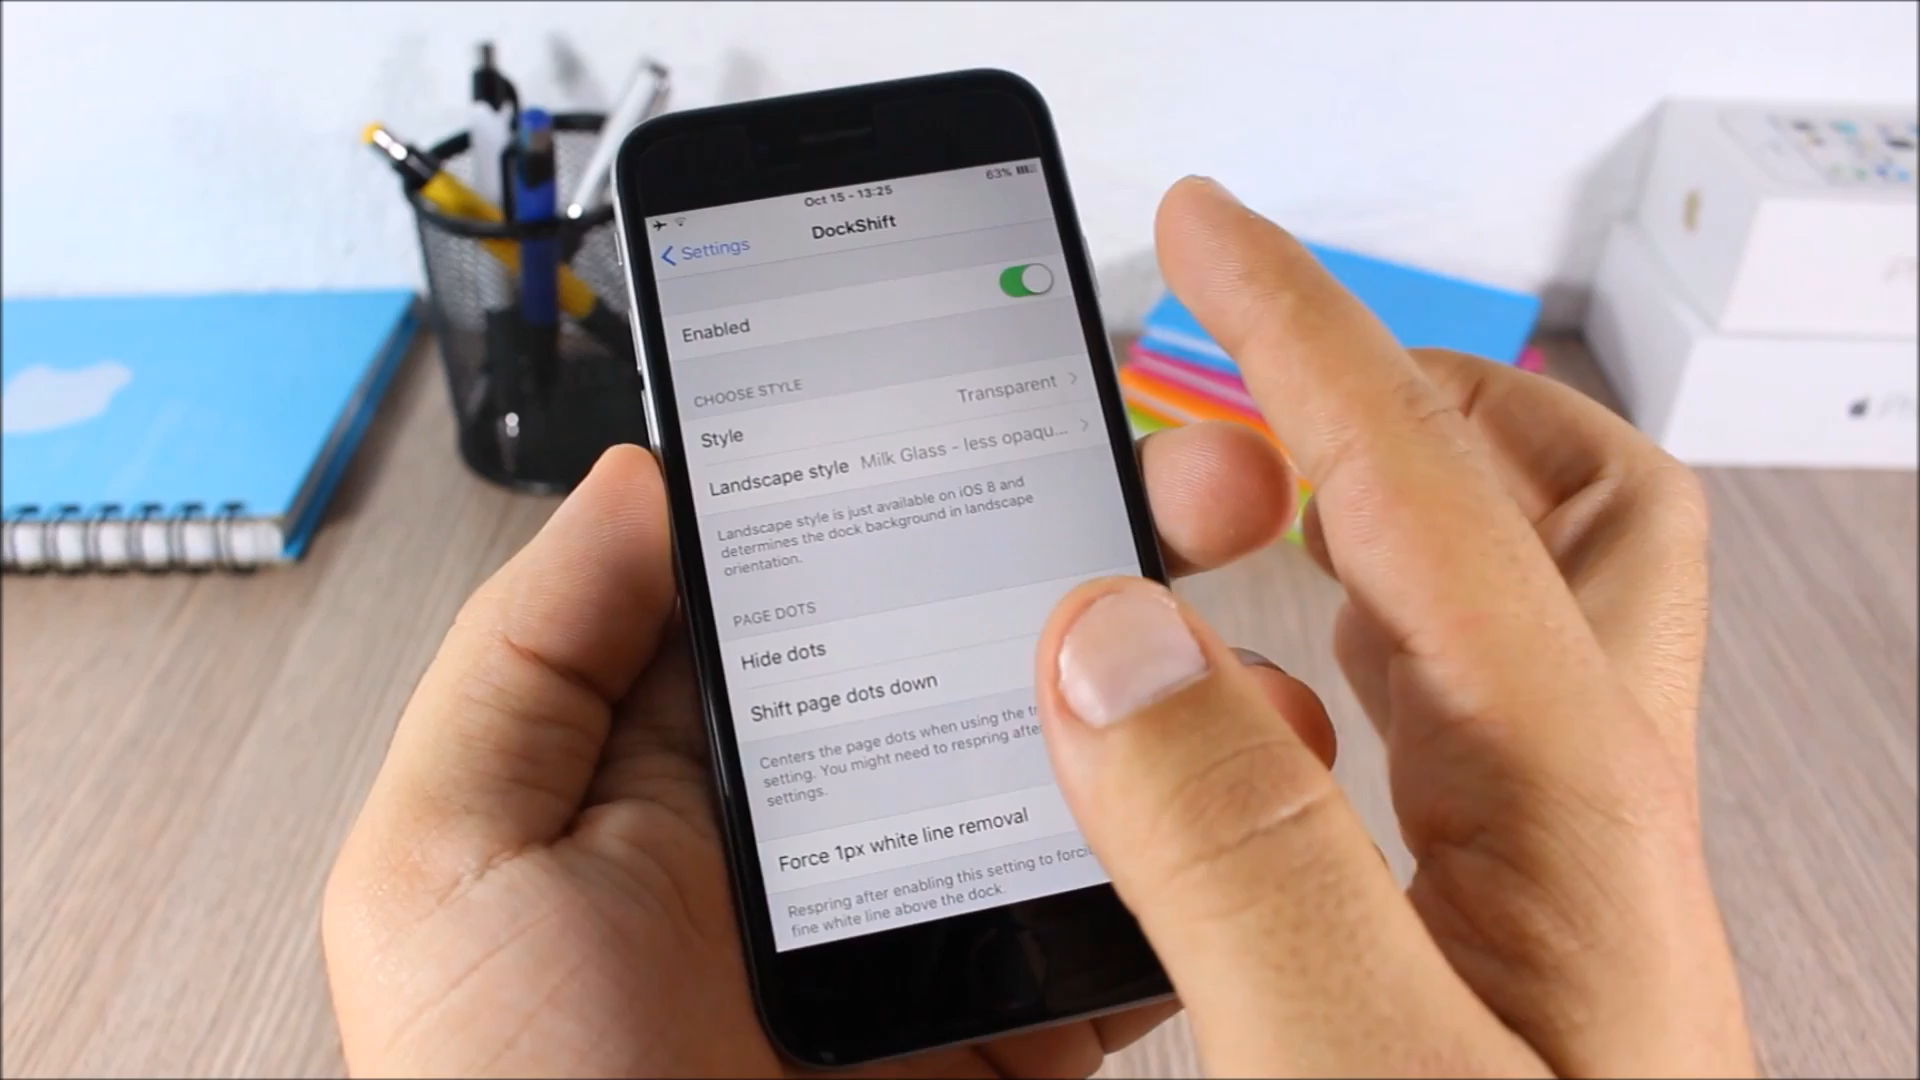 Oct 15 - 13:25
63%
Settings
DockShift
Enabled
CHOOSE STYLE
Style Transparent
Landscape style Milk Glass - less opaqu...
Landscape style is just available on iOS 8 and
determines the dock background in landscape
orientation.
PAGE DOTS
Hide dots
Shift page dots down
Centers the page dots when using the
setting. You might need to respring
settings.
Force 1px white line removal
Respring after enabling this setting to
fine white line above the dock.